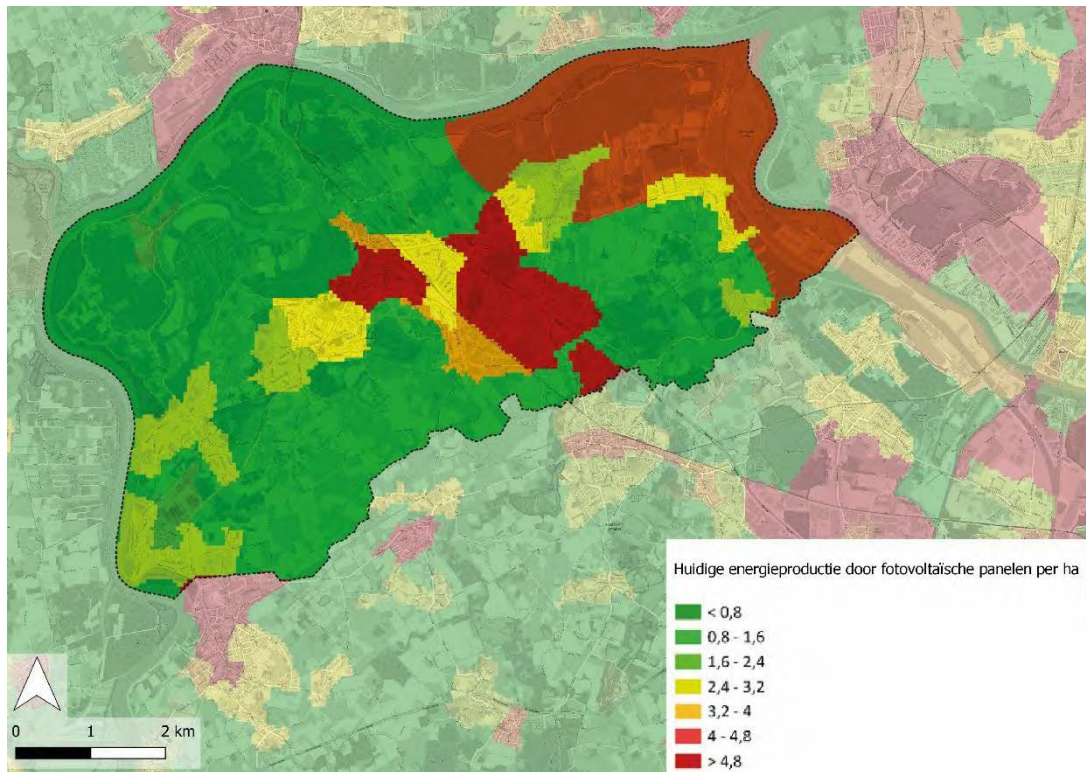 Huidige energieproductie door fotovoltaïsche panelen per ha
< 0,8
0,8 - 1,6
1,6 - 2,4
2,4 - 3,2
3,2 - 4
4 - 4,8
> 4,8
0 1 2 km